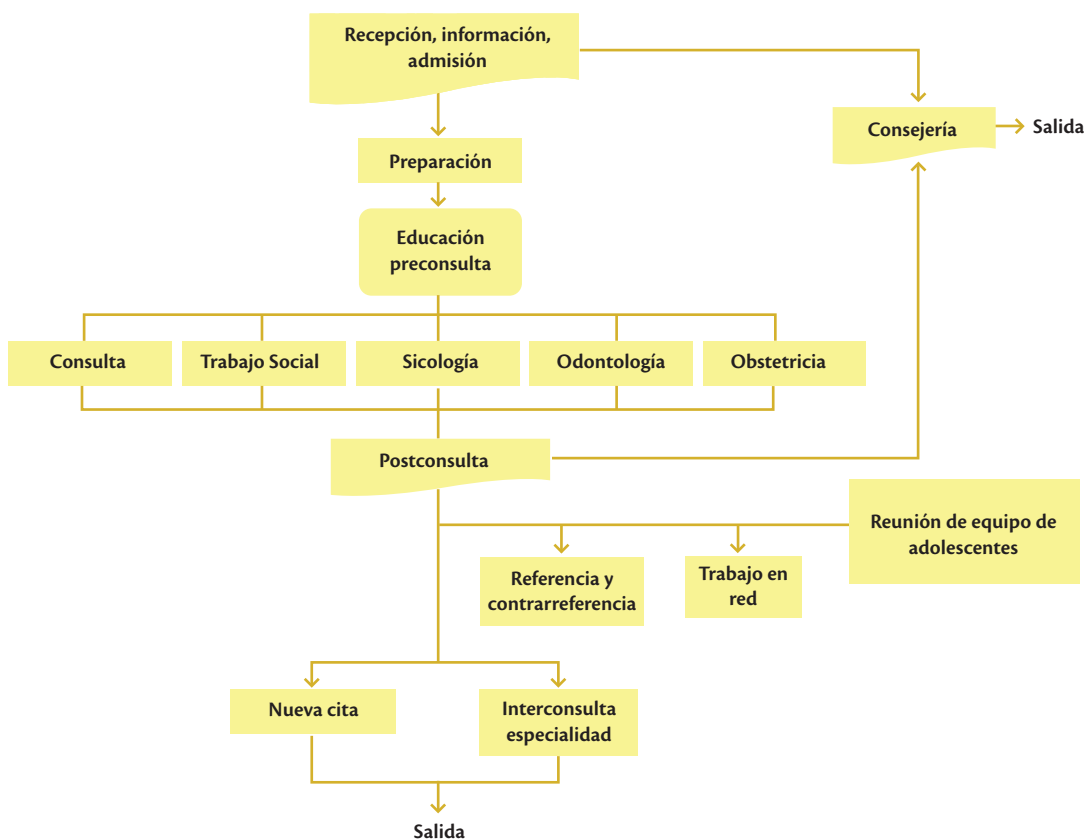 Recepción, información,
admisión
Consejería
Salida
Preparación
Educación
preconsulta
Consulta
Trabajo Social
Sicología
Odontología
Obstetricia
Postconsulta
Reunión de equipo de
adolescentes
Referencia y
contrarreferencia
Trabajo en
red
Nueva cita
Interconsulta
especialidad
Salida